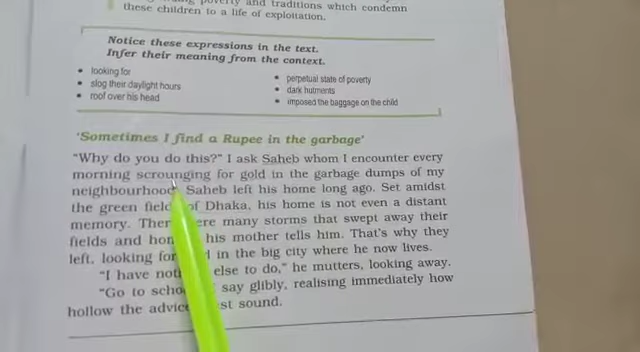 poverty and traditions which condemn
these children to a life of exploitation.
Notice these expressions in the text.
Infer their meaning from the context.
• looking for
• slog their daylight hours
• roof over his head
• perpetual state of poverty
• dark hutments
• imposed the baggage on the child
'Sometimes I find a Rupee in the garbage'
"Why do you do this?" I ask Saheb whom I encounter every
morning scrounging for gold in the garbage dumps of my
neighbourhood. Saheb left his home long ago. Set amidst
the green field of Dhaka, his home is not even a distant
memory. There were many storms that swept away their
fields and his mother tells him. That's why they
left, looking for in the big city where he now lives.
"I have else to do," he mutters, looking away.
"Go to say glibly, realising immediately how
hollow the advice sound.